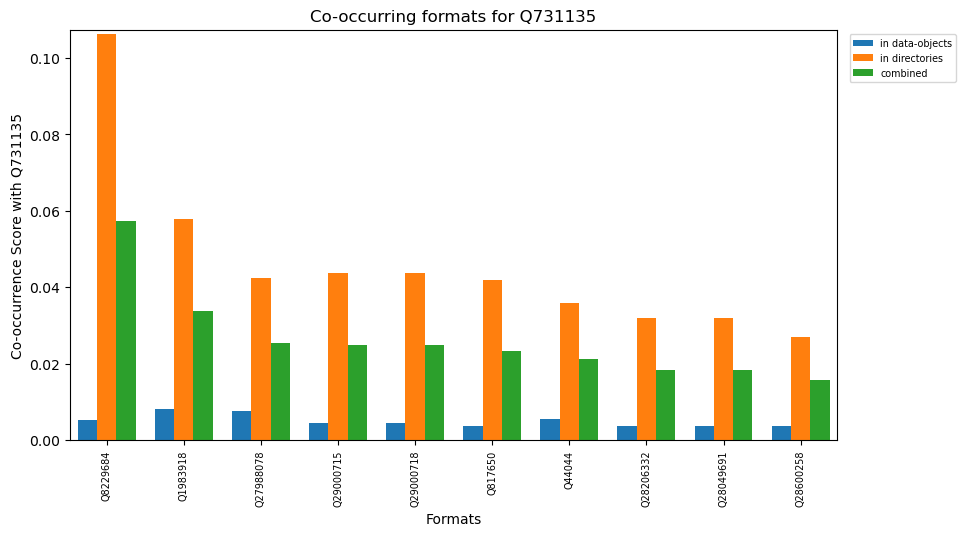 Co-occurring formats for Q731135
in data-objects
in directories
combined
Co-occurrence Score with Q731135
0.10
0.08
0.06
0.04
0.02
0.00
Q8229684
Q1983918
Q27988078
Q29000715
Q29000718
Q817650
Q44044
Q28206332
Q28049691
Q28600258
Formats